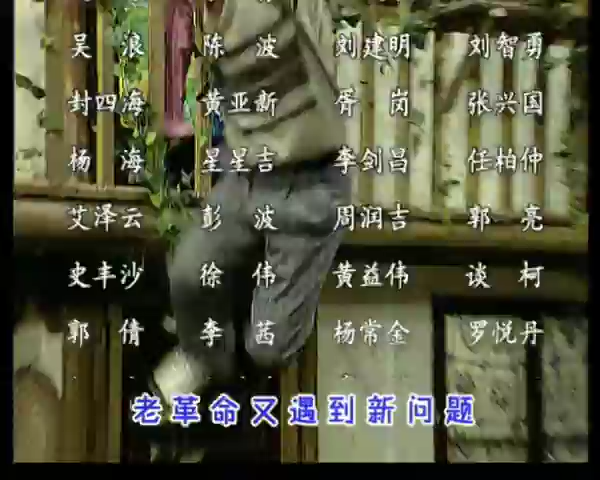 吴 浪 陈 波 刘建明 刘智勇
封四海 黄亚新 胥 岗 张兴国
杨 海 星星吉 李剑昌 任柏仲
艾泽云 彭 波 周润吉 郭 亮
史丰沙 徐 伟 黄益伟 谈 柯
郭 倩 李 茜 杨常金 罗悦丹
老革命又遇到新问题